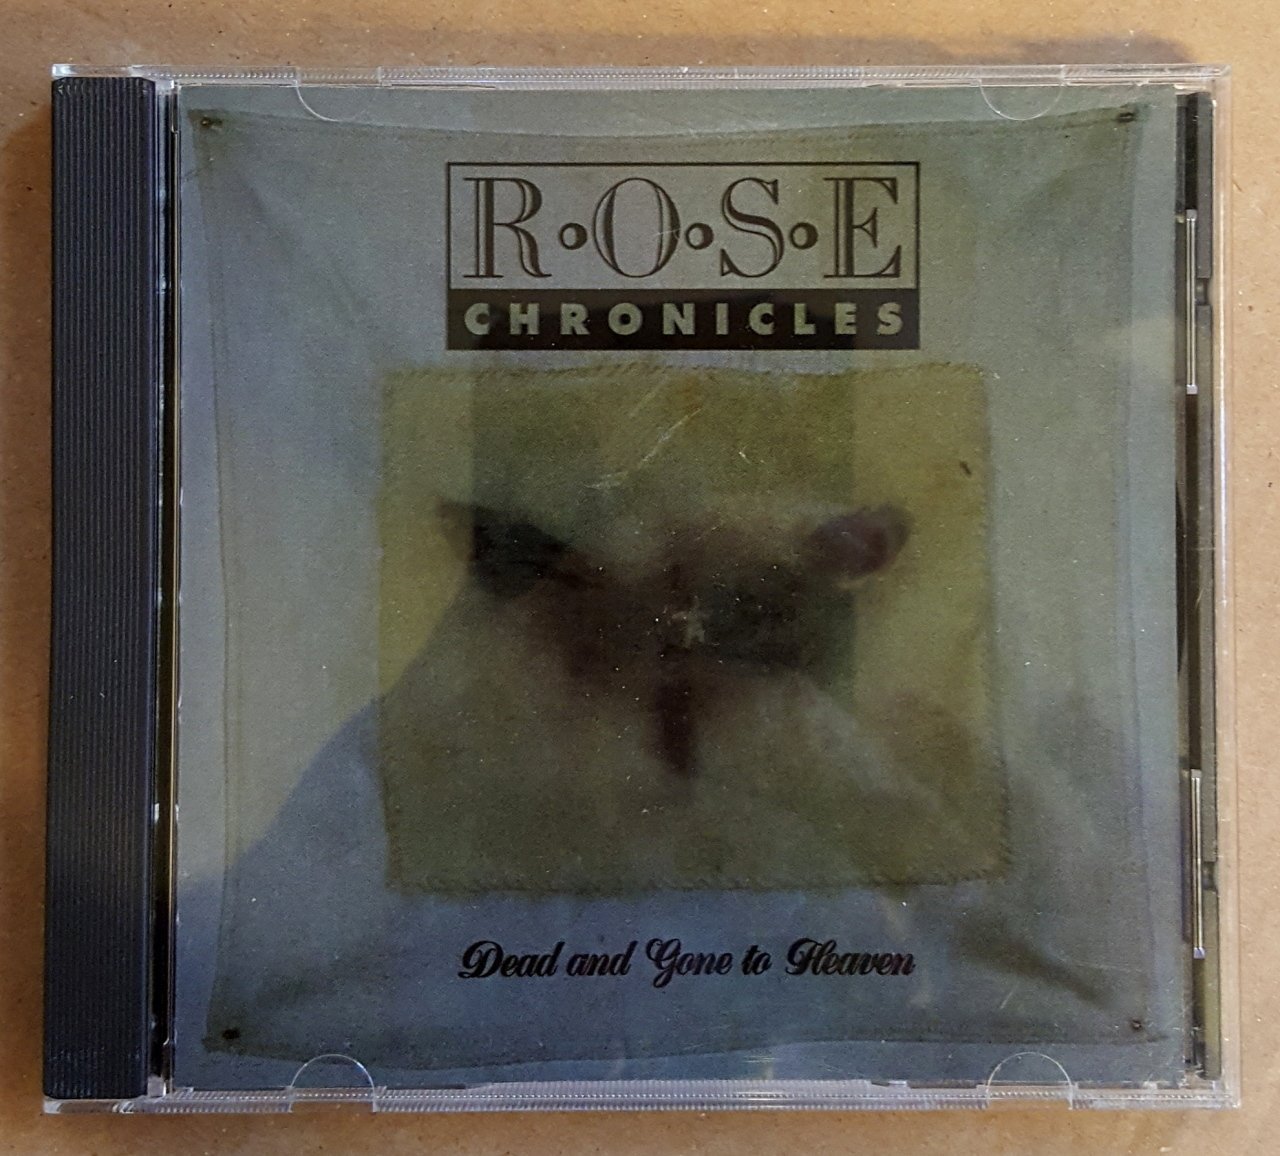 R•O•S•E
CHRONICLES
Dead and Gone to Heaven